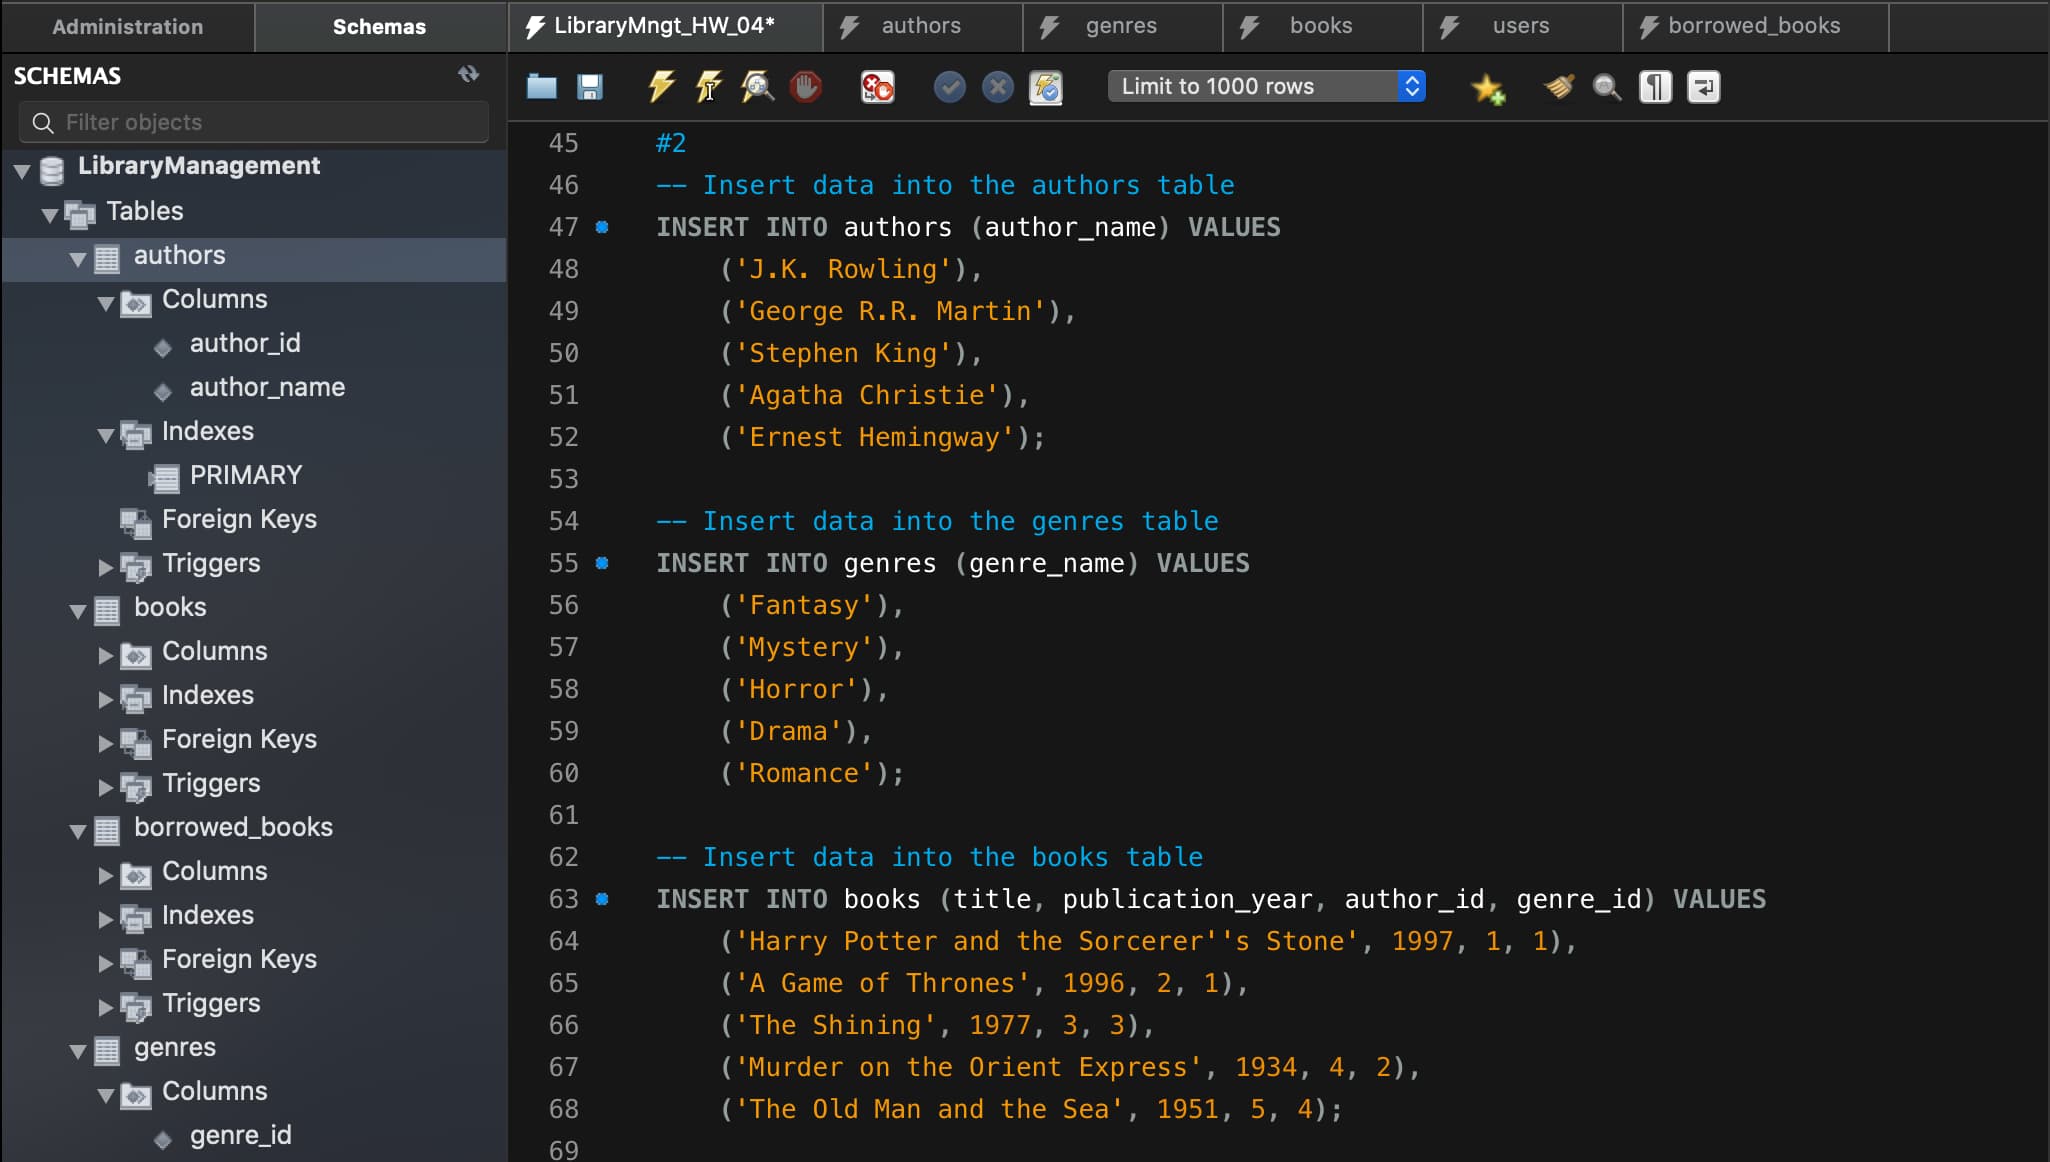 Administration
Schemas
SCHEMAS
Filter objects
LibraryManagement
Tables
authors
Columns
author_id
author_name
Indexes
PRIMARY
Foreign Keys
Triggers
books
Columns
Indexes
Foreign Keys
Triggers
borrowed_books
Columns
Indexes
Foreign Keys
Triggers
genres
Columns
genre_id
LibraryMngt_HW_04*
authors
genres
books
users
borrowed_books
Limit to 1000 rows
45 #2
46 -- Insert data into the authors table
47 INSERT INTO authors (author_name) VALUES
48 ('J.K. Rowling'),
49 ('George R.R. Martin'),
50 ('Stephen King'),
51 ('Agatha Christie'),
52 ('Ernest Hemingway');
53
54 -- Insert data into the genres table
55 INSERT INTO genres (genre_name) VALUES
56 ('Fantasy'),
57 ('Mystery'),
58 ('Horror'),
59 ('Drama'),
60 ('Romance');
61
62 -- Insert data into the books table
63 INSERT INTO books (title, publication_year, author_id, genre_id) VALUES
64 ('Harry Potter and the Sorcerer''s Stone', 1997, 1, 1),
65 ('A Game of Thrones', 1996, 2, 1),
66 ('The Shining', 1977, 3, 3),
67 ('Murder on the Orient Express', 1934, 4, 2),
68 ('The Old Man and the Sea', 1951, 5, 4);
69